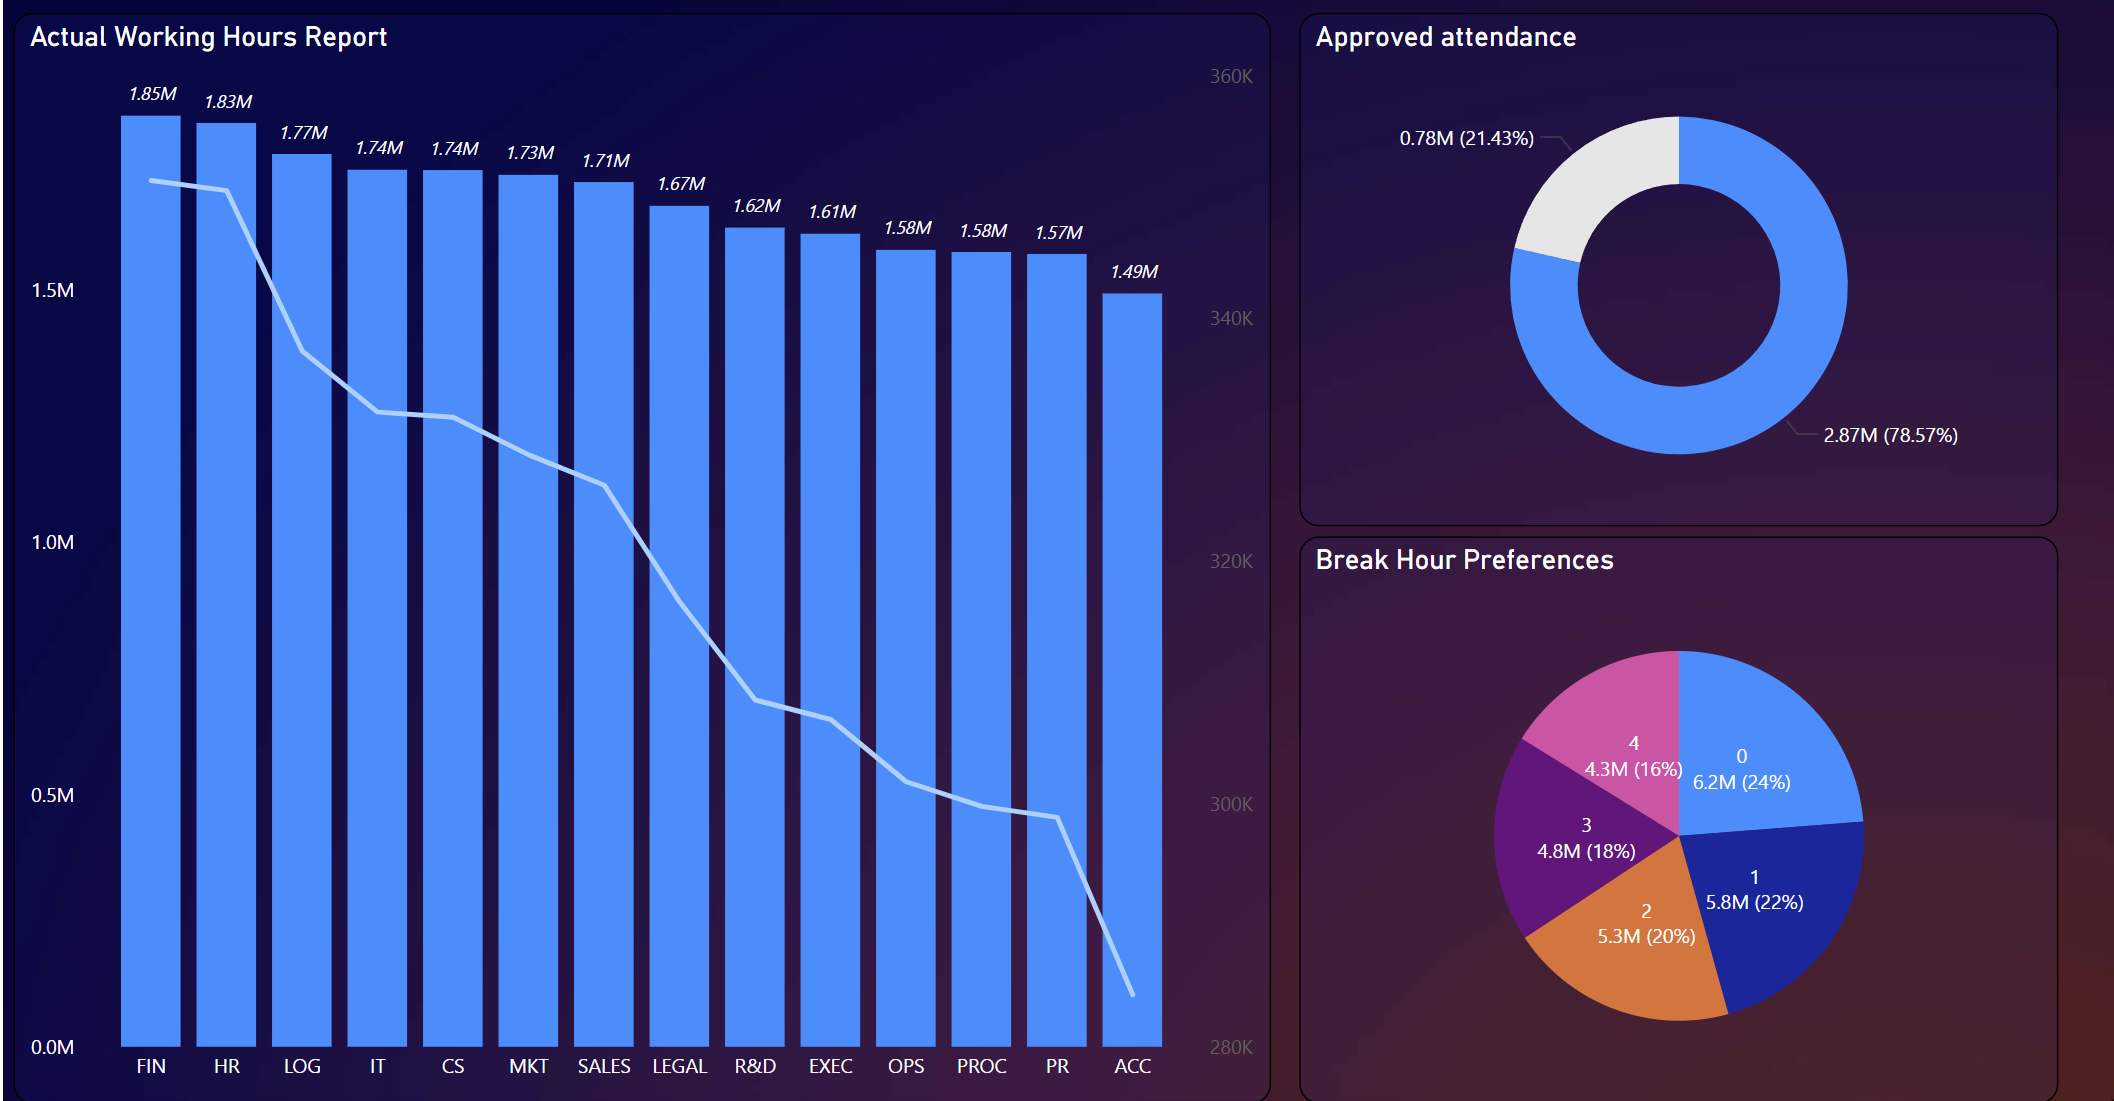 Actual Working Hours Report
360K
340K
320K
300K
280K
1.5M
1.0M
0.5M
0.0M
1.85M
1.83M
1.77M
1.74M
1.74M
1.73M
1.71M
1.67M
1.62M
1.61M
1.58M
1.58M
1.57M
1.49M
FIN HR LOG IT CS MKT SALES LEGAL R&D EXEC OPS PROC PR ACC
Approved attendance
0.78M (21.43%)
2.87M (78.57%)
Break Hour Preferences
0
6.2M (24%)
1
5.8M (22%)
2
5.3M (20%)
3
4.8M (18%)
4
4.3M (16%)